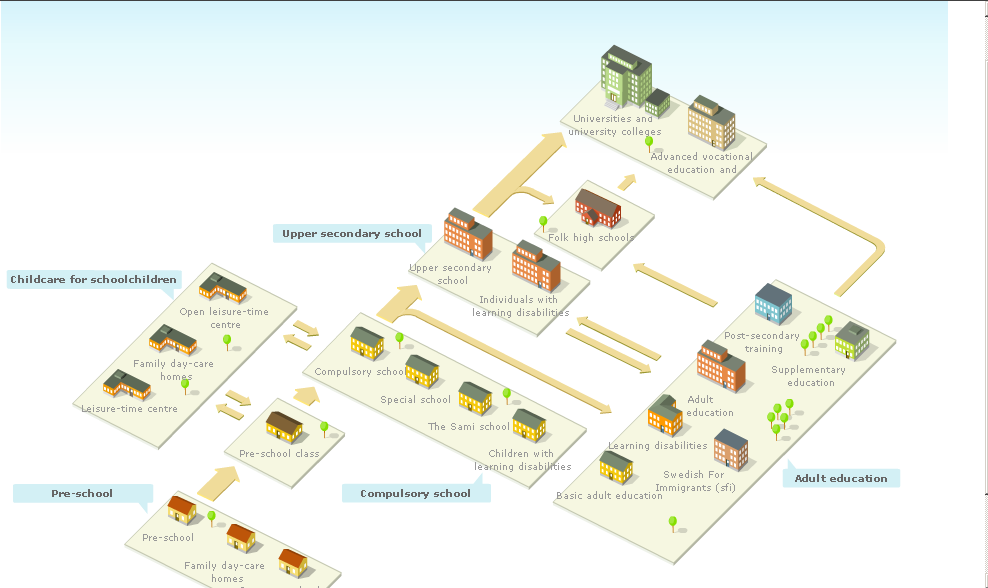 Universities and
university colleges
Advanced vocational
education and
Folk high schools
Upper secondary school
Upper secondary
school
Individuals with
learning disabilities
Childcare for schoolchildren
Open leisure-time
centre
Family day-care
homes
Leisure-time centre
Compulsory school
Special school
The Sami school
Children with
learning disabilities
Pre-school class
Post-secondary
training
Supplementary
education
Adult
education
Learning disabilities
Swedish For
Immigrants (sfi)
Basic adult education
Adult education
Compulsory school
Pre-school
Pre-school
Family day-care
homes